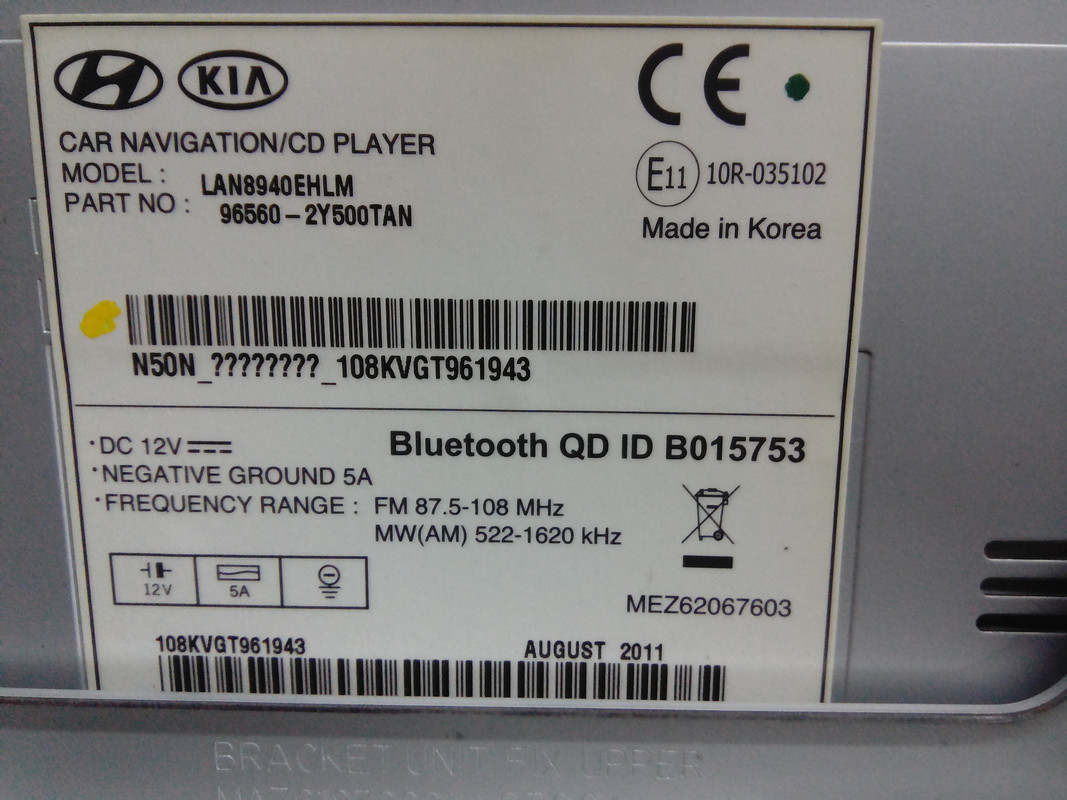 KIA
CAR NAVIGATION/CD PLAYER
MODEL : LAN8940EHLM
PART NO : 96560-2Y500TAN
CE
E11 10R-035102
Made in Korea
N50N_????????_108KVGT961943
•DC 12V
•NEGATIVE GROUND 5A
•FREQUENCY RANGE : FM 87.5-108 MHz
MW(AM) 522-1620 kHz
Bluetooth QD ID B015753
12V
5A
MEZ62067603
108KVGT961943
AUGUST 2011
BRACKET UNIT FIX UPPER